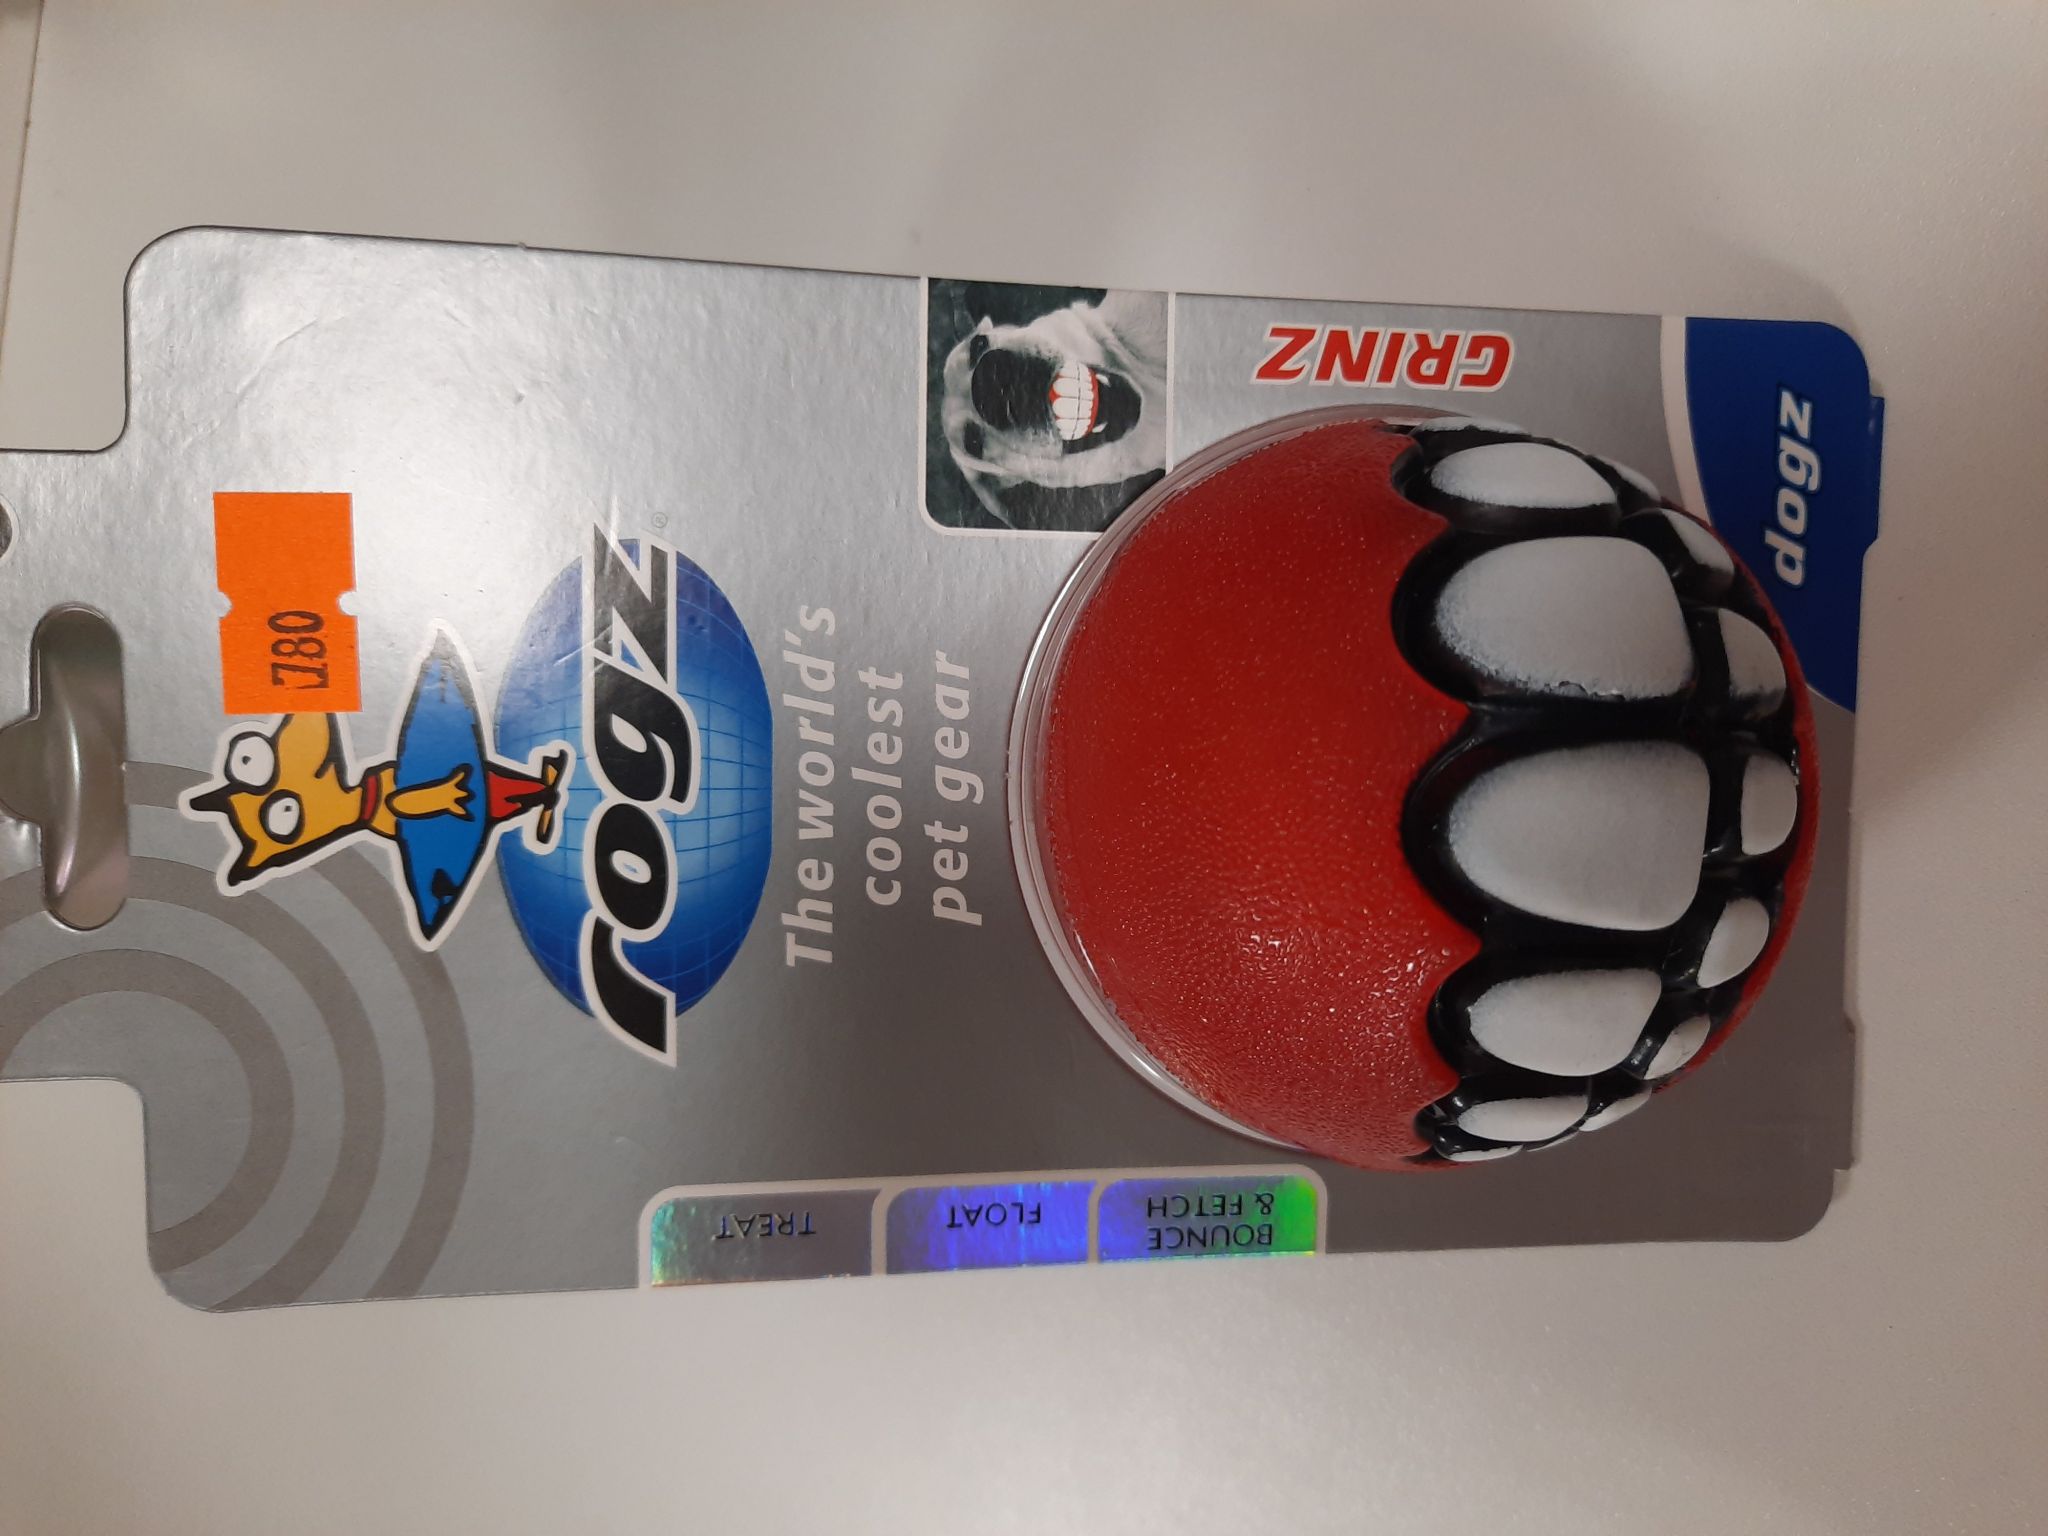 780
rogz®
The world's
coolest
pet gear
GRINZ
TREAT
FLOAT
BOUNCE
& FETCH
dogz